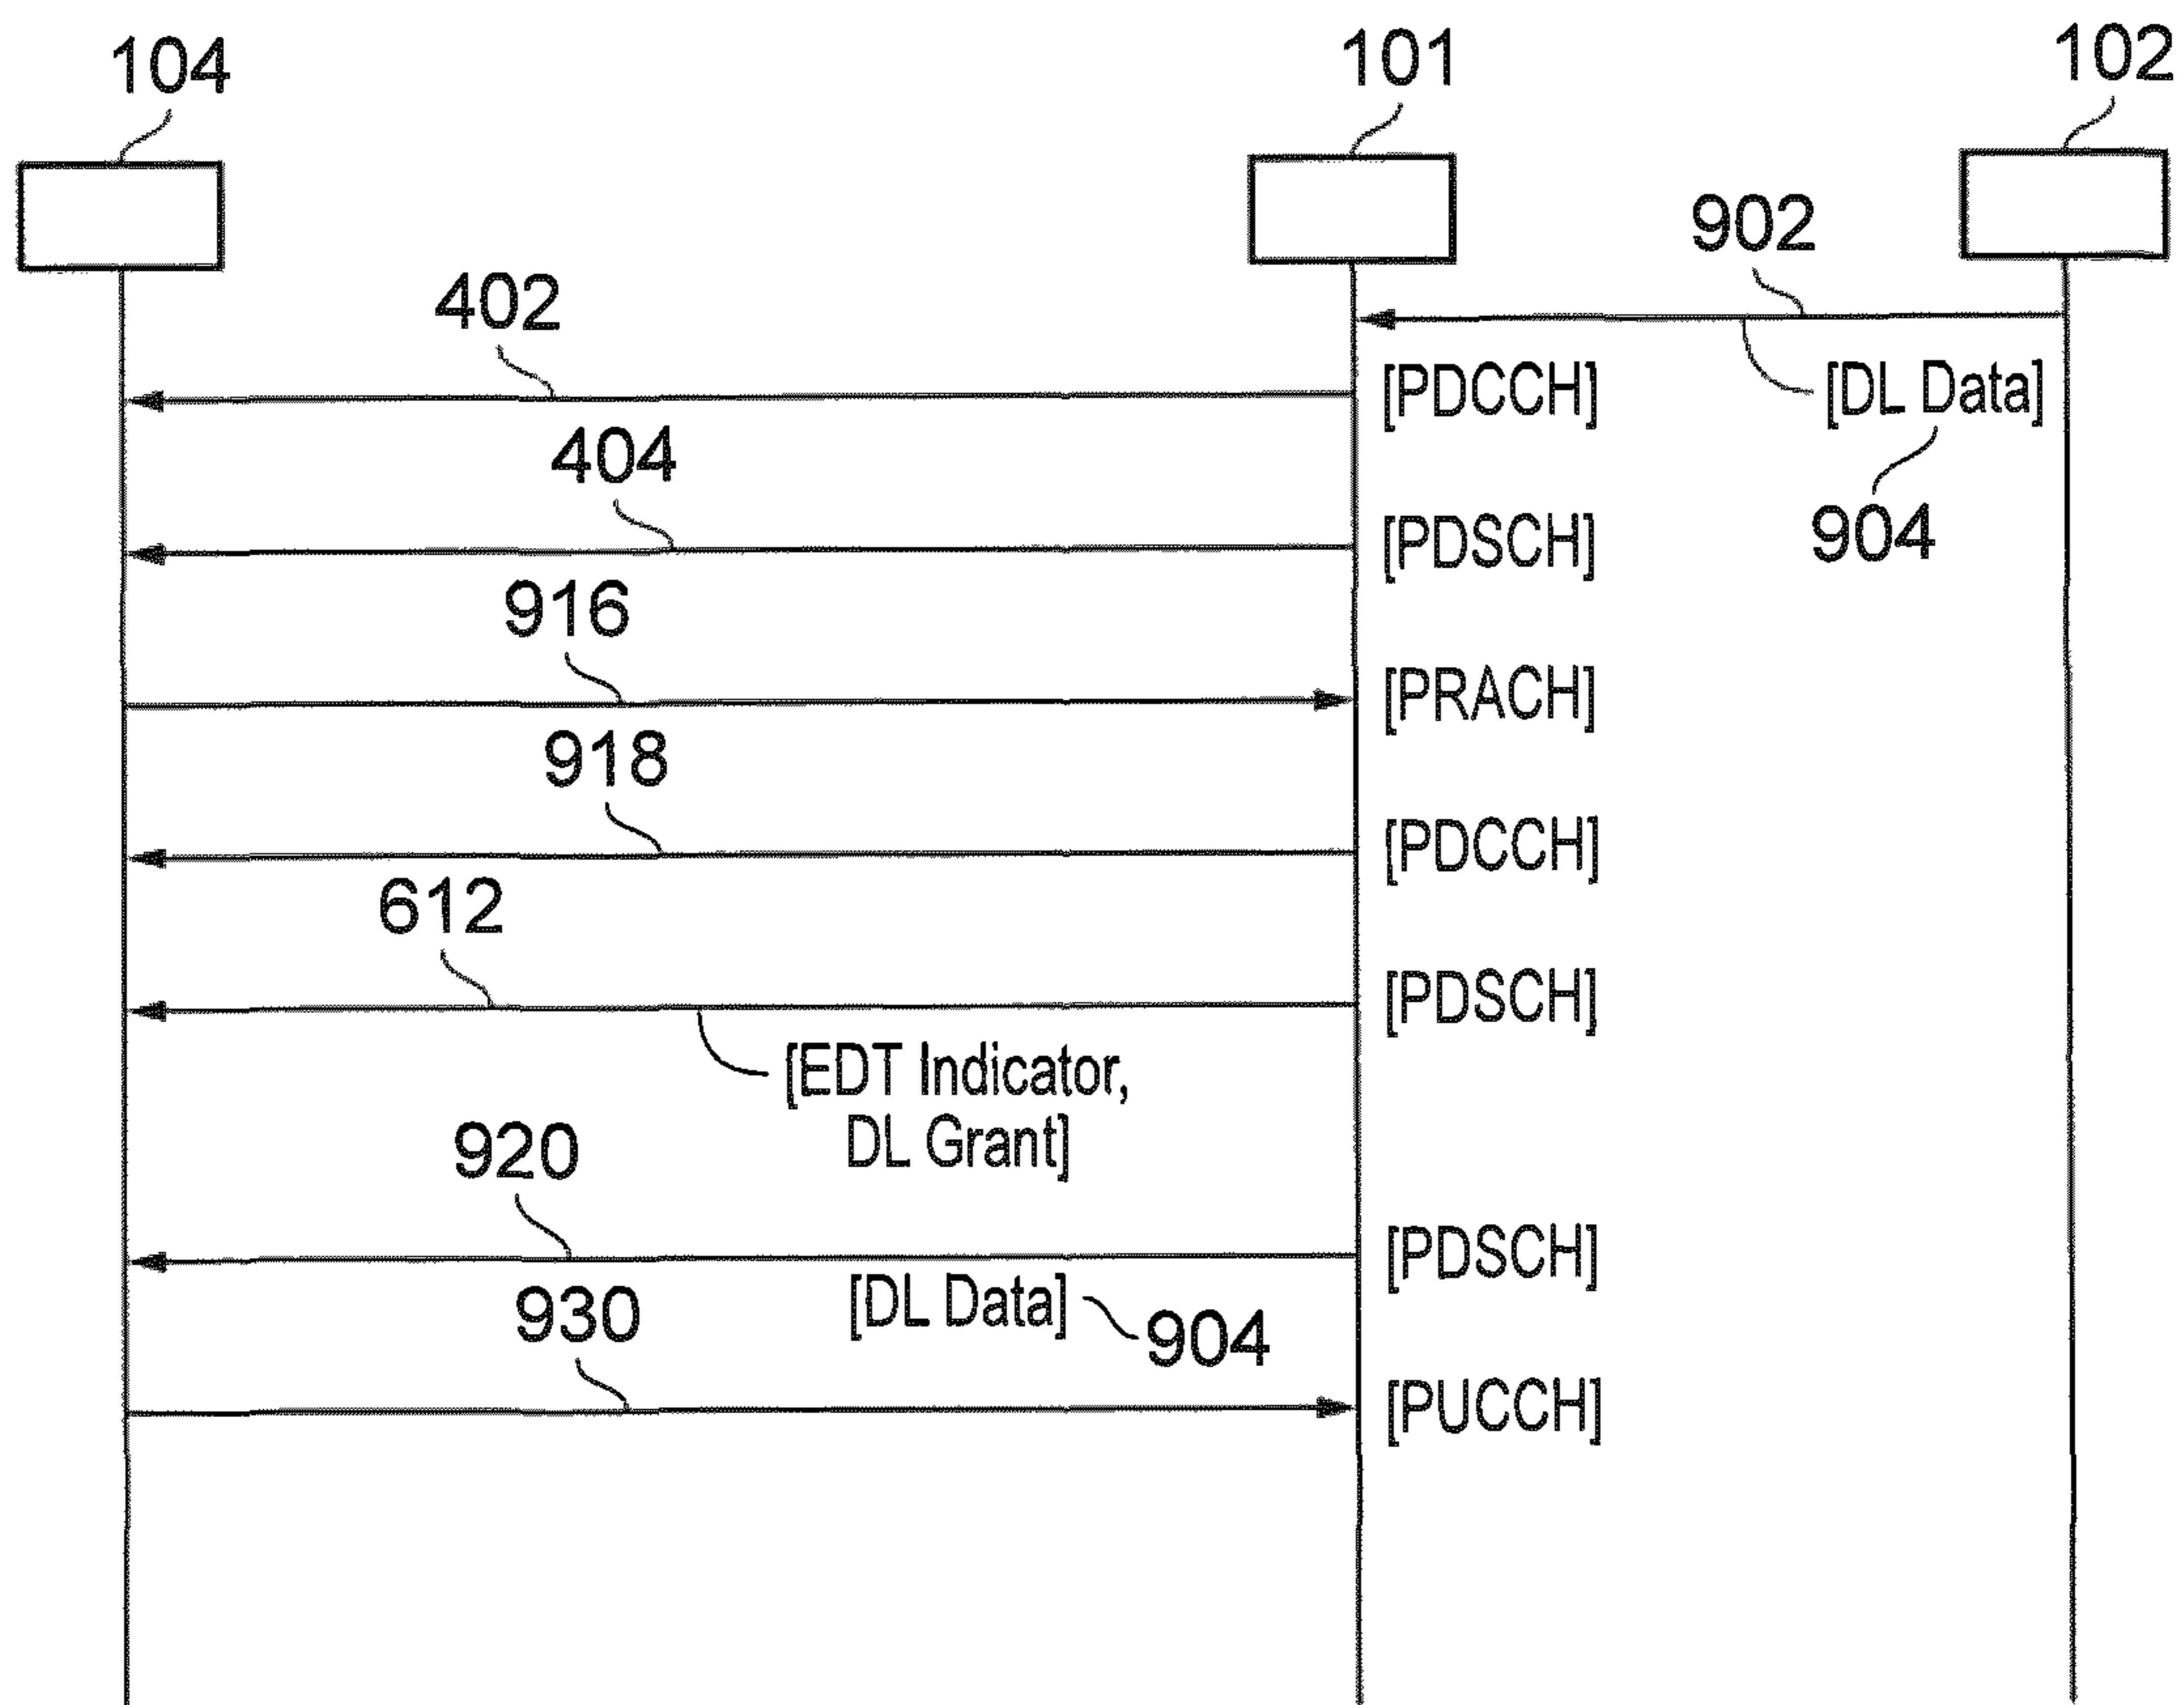 104
101
102
902
402
[PDCCH]
[DL Data]
404
904
[PDSCH]
916
[PRACH]
918
[PDCCH]
612
[PDSCH]
[EDT Indicator,
DL Grant]
920
[PDSCH]
[DL Data]
904
930
[PUCCH]